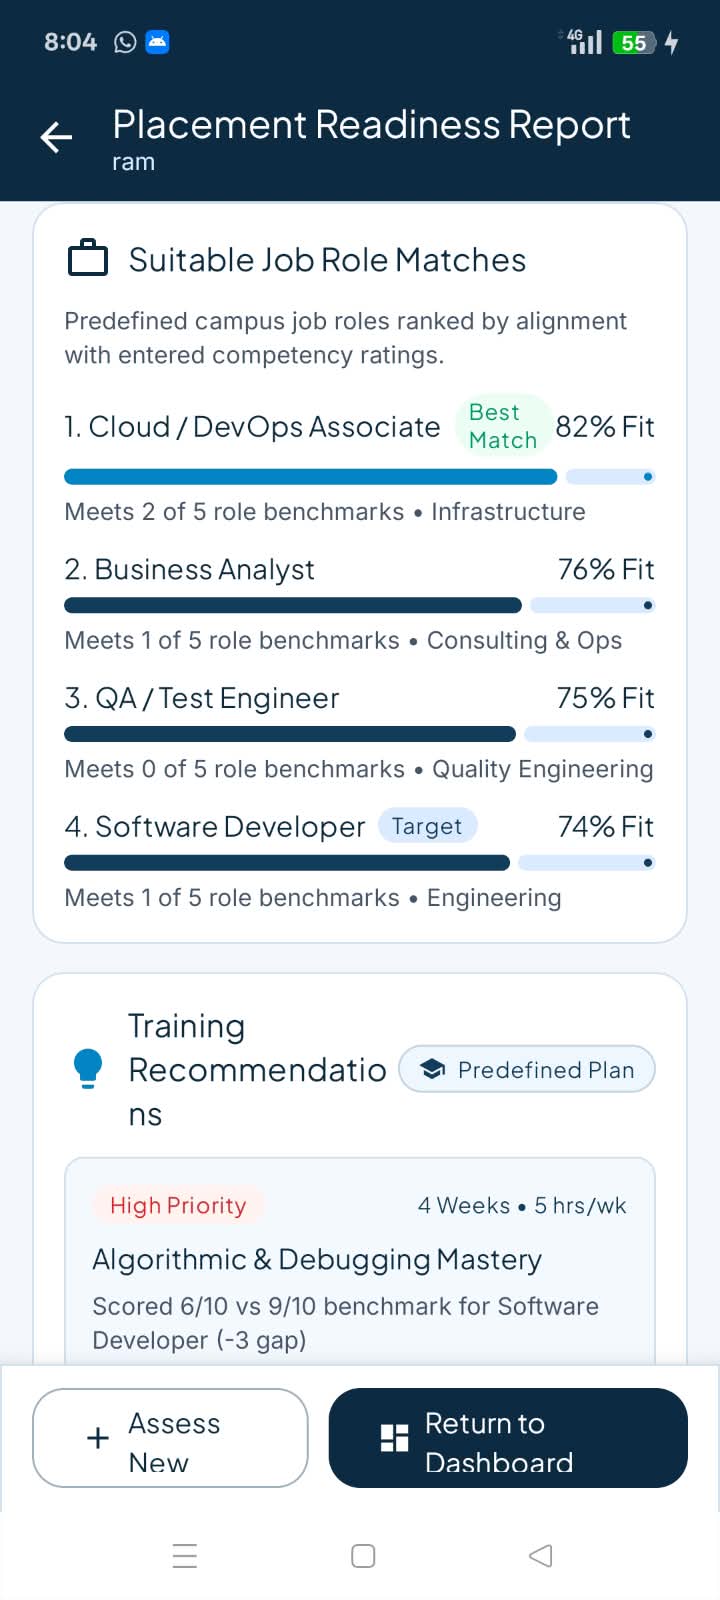 8:04
4G
55
Placement Readiness Report
ram
Suitable Job Role Matches
Predefined campus job roles ranked by alignment
with entered competency ratings.
1. Cloud / DevOps Associate Best Match 82% Fit
Meets 2 of 5 role benchmarks • Infrastructure
2. Business Analyst 76% Fit
Meets 1 of 5 role benchmarks • Consulting & Ops
3. QA / Test Engineer 75% Fit
Meets 0 of 5 role benchmarks • Quality Engineering
4. Software Developer Target 74% Fit
Meets 1 of 5 role benchmarks • Engineering
Training
Recommendatio
ns
Predefined Plan
High Priority 4 Weeks • 5 hrs/wk
Algorithmic & Debugging Mastery
Scored 6/10 vs 9/10 benchmark for Software
Developer (-3 gap)
+ Assess
New
Return to
Dashboard